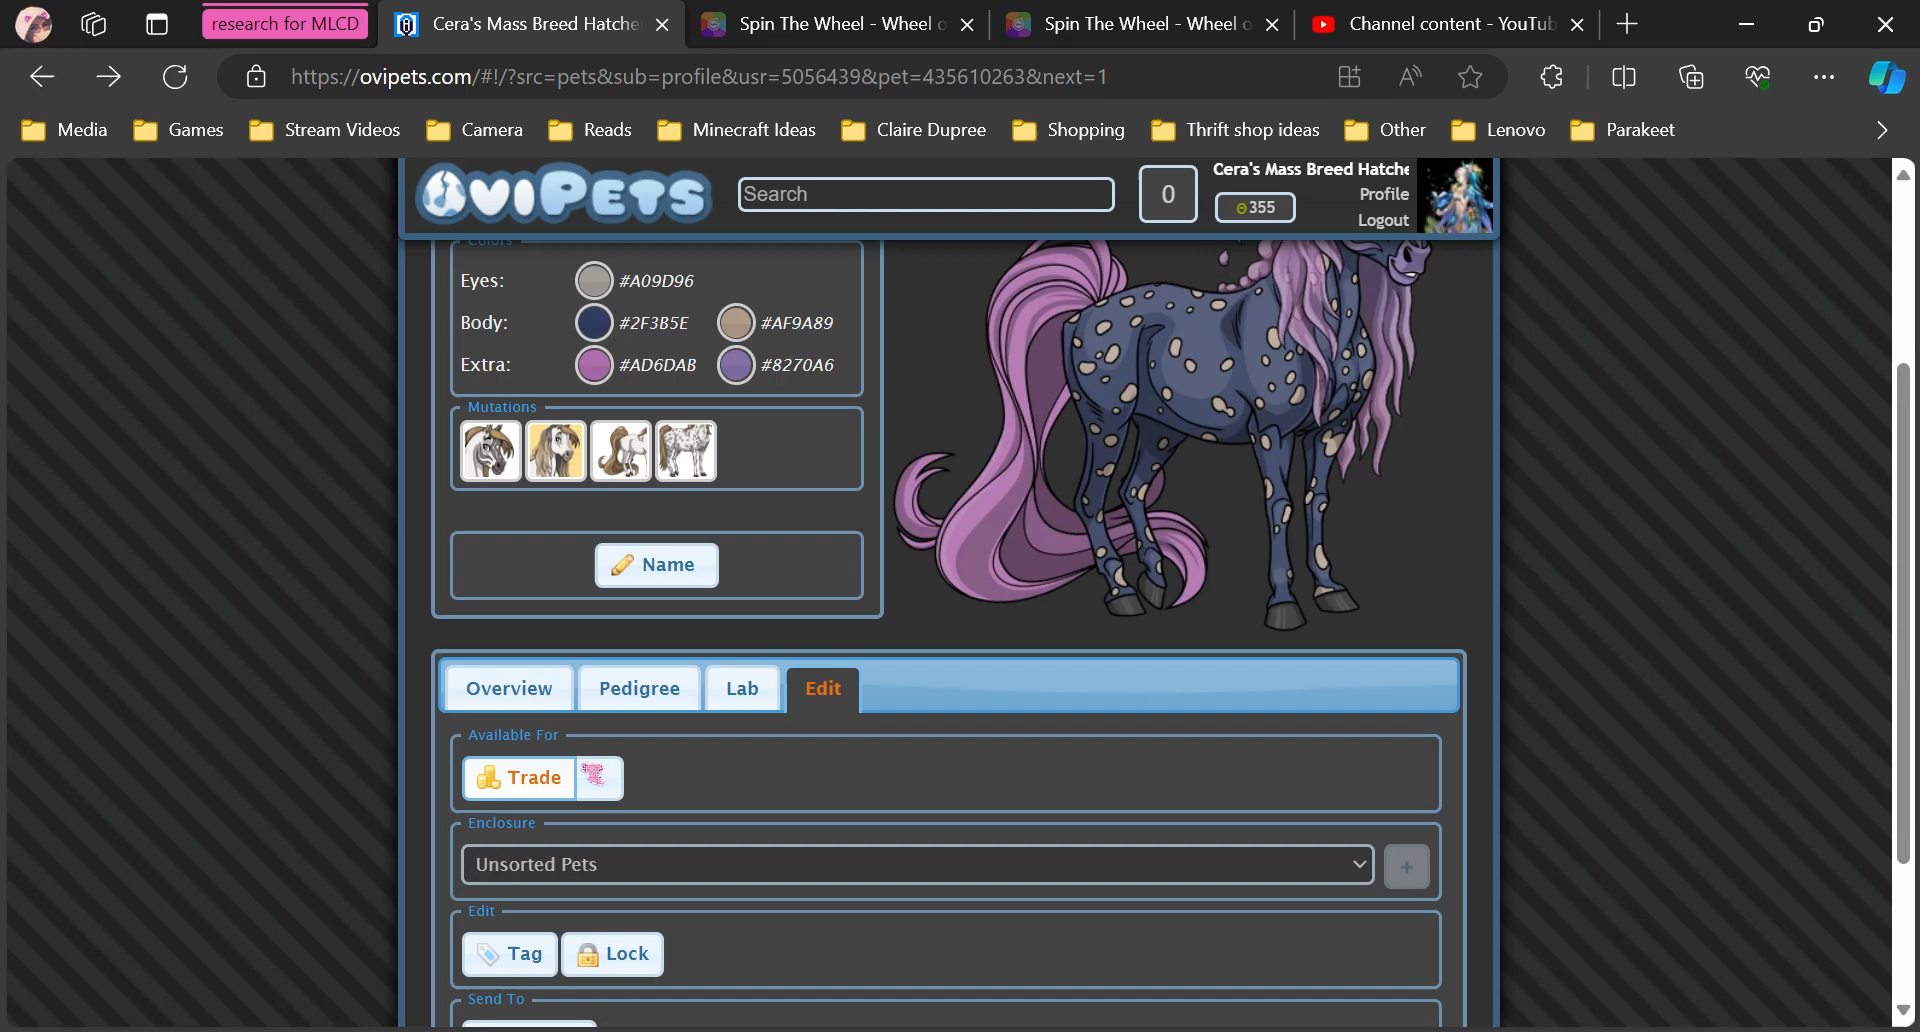 research for MLCD
Cera's Mass Breed Hatche
Spin The Wheel - Wheel o
Spin The Wheel - Wheel o
Channel content - YouTub
https://ovipets.com/#!/?src=pets&sub=profile&usr=5056439&pet=435610263&next=1
Media
Games
Stream Videos
Camera
Reads
Minecraft Ideas
Claire Dupree
Shopping
Thrift shop ideas
Other
Lenovo
Parakeet
OviPets
Search
0
Cera's Mass Breed Hatche
355
Profile
Logout
Colors
Eyes: #A09D96
Body: #2F3B5E #AF9A89
Extra: #AD6DAB #8270A6
Mutations
Name
Overview Pedigree Lab Edit
Available For
Trade
Enclosure
Unsorted Pets
+
Edit
Tag Lock
Send To